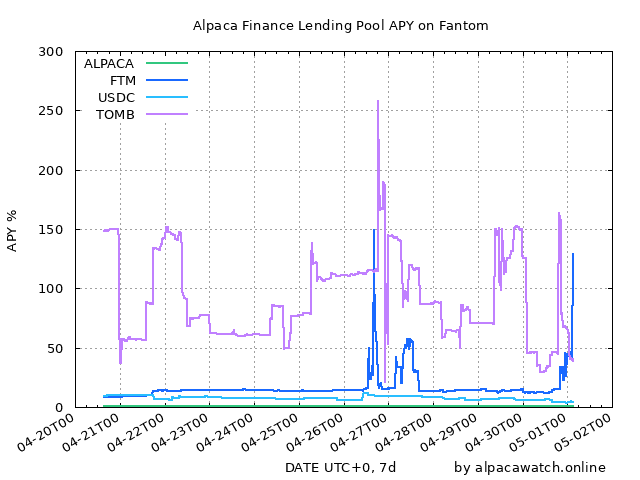 Alpaca Finance Lending Pool APY on Fantom
300
250
200
150
100
50
0
APY %
ALPACA
FTM
USDC
TOMB
04-20T00
04-21T00
04-22T00
04-23T00
04-24T00
04-25T00
04-26T00
04-27T00
04-28T00
04-29T00
04-30T00
05-01T00
05-02T00
DATE UTC+0, 7d
by alpacawatch.online